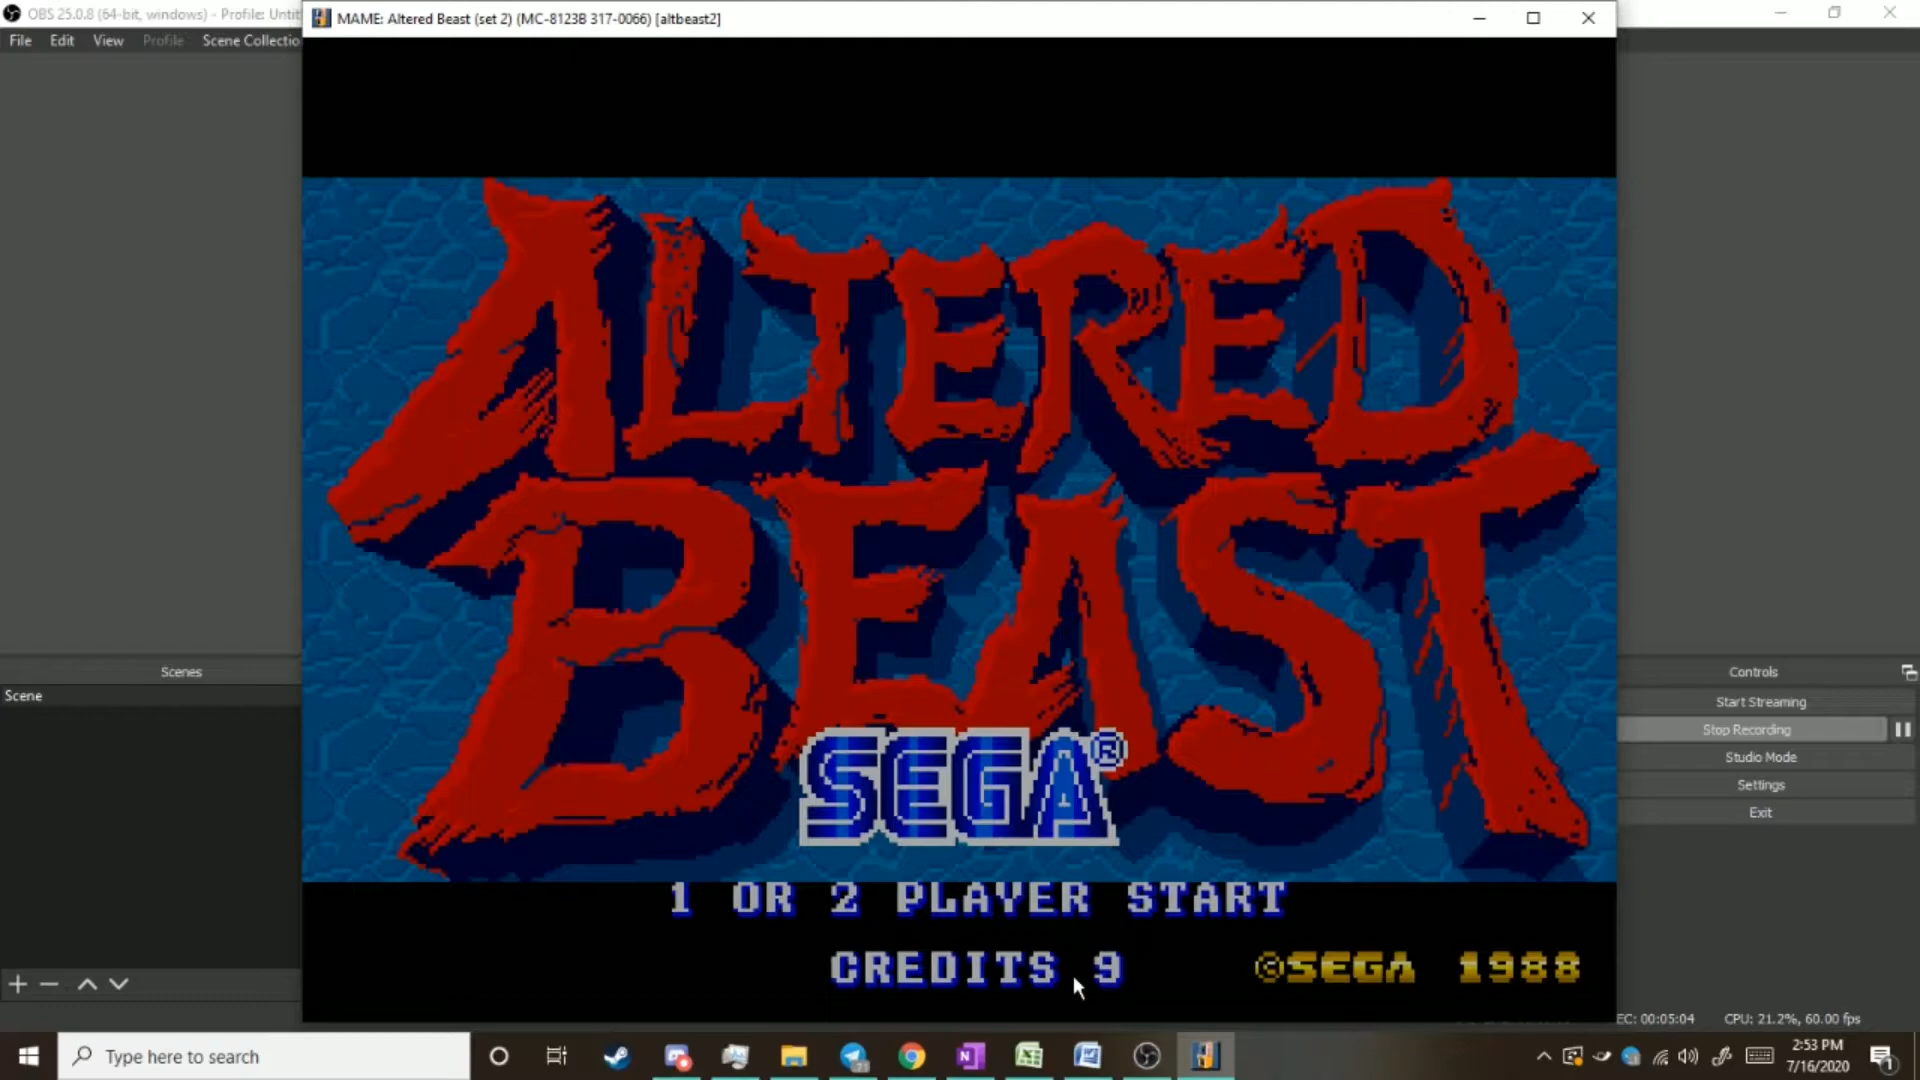 OBS 25.0.8 (64-bit, windows) - Profile: Untit
MAME: Altered Beast (set 2) (MC-8123B 317-0066) [altbeast2]
File Edit View Profile Scene Collectio
ALTERED
BEAST
SEGA®
1 OR 2 PLAYER START
CREDITS 9
©SEGA 1988
Scenes
Scene
Controls
Start Streaming
Stop Recording
Studio Mode
Settings
Exit
EC: 00:05:04 CPU: 21.2%, 60.00 fps
Type here to search
2:53 PM
7/16/2020